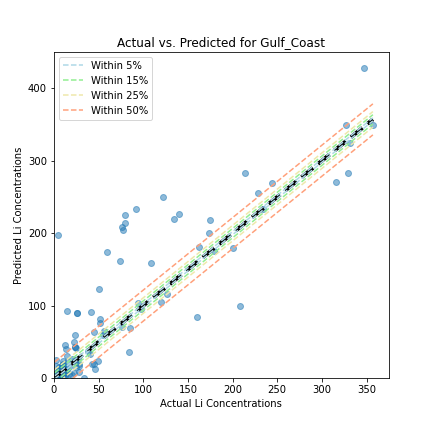 Actual vs. Predicted for Gulf_Coast
Within 5%
Within 15%
Within 25%
Within 50%
400
300
200
100
0
Predicted Li Concentrations
0 50 100 150 200 250 300 350
Actual Li Concentrations